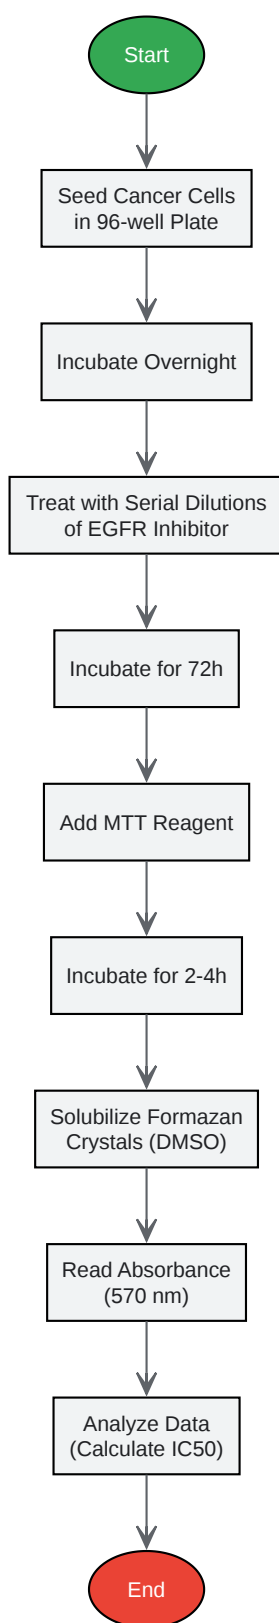 Start
Seed Cancer Cells
in 96-well Plate
Incubate Overnight
Treat with Serial Dilutions
of EGFR Inhibitor
Incubate for 72h
Add MTT Reagent
Incubate for 2-4h
Solubilize Formazan
Crystals (DMSO)
Read Absorbance
(570 nm)
Analyze Data
(Calculate IC50)
End